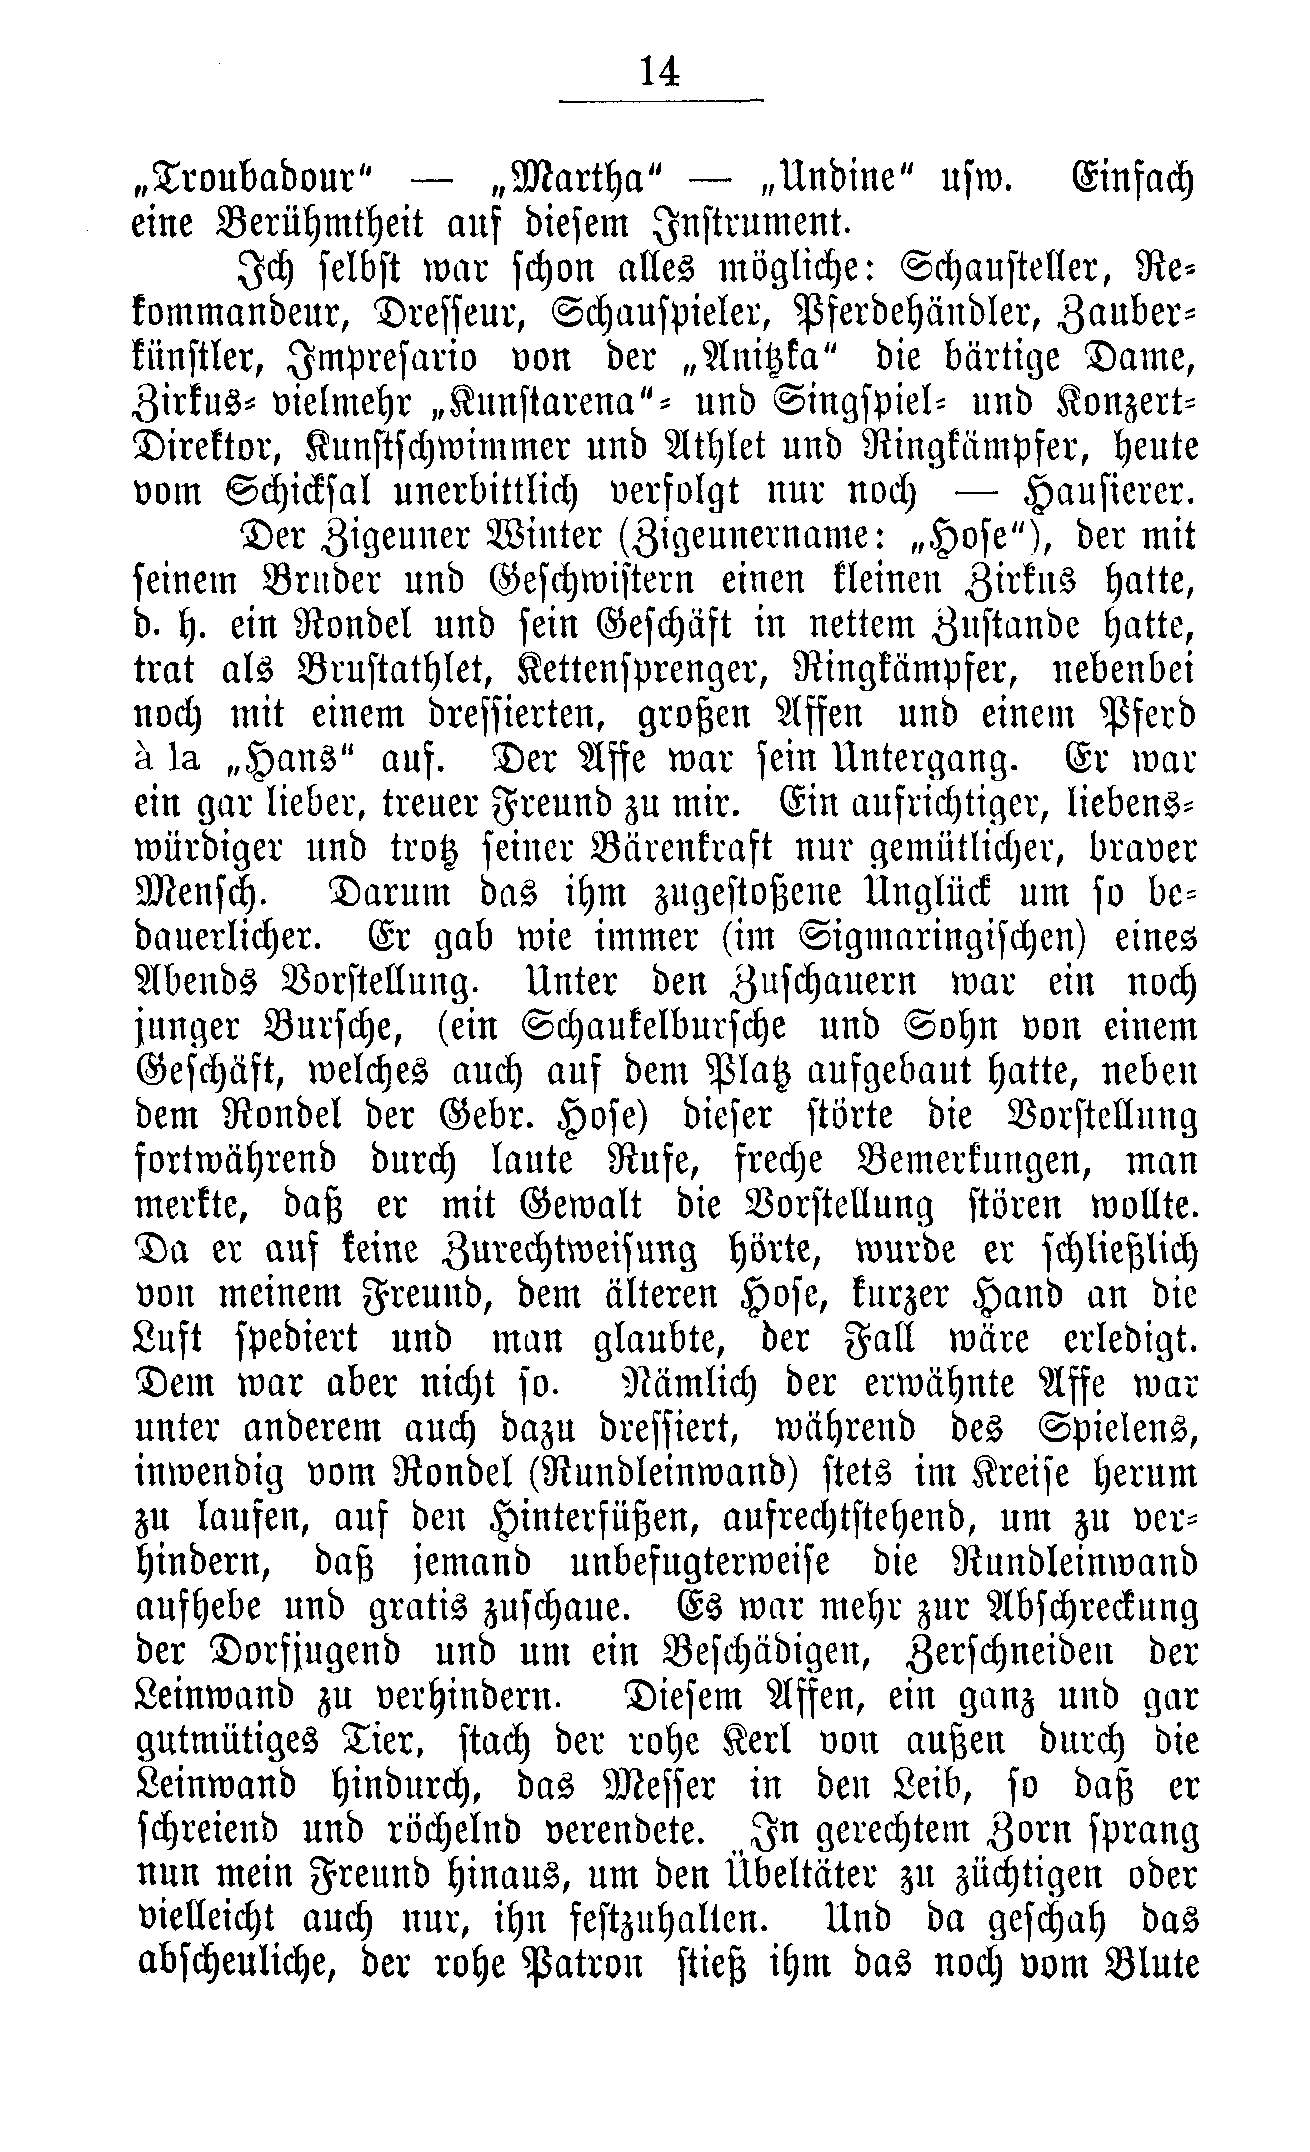 14
„Troubadour“ — „Martha“ — „Undine“ usw. Einfach
eine Berühmtheit auf diesem Instrument.
Ich selbst war schon alles mögliche: Schausteller, Re-
kommandeur, Dresseur, Schauspieler, Pferdehändler, Zauber-
künstler, Impresario von der „Anitzka“ die bärtige Dame,
Zirkus- vielmehr „Kunstarena“- und Singspiel- und Konzert-
Direktor, Kunstschwimmer und Athlet und Ringkämpfer, heute
vom Schicksal unerbittlich verfolgt nur noch — Hausierer.
Der Zigeuner Winter (Zigeunername: „Hose“), der mit
seinem Bruder und Geschwistern einen kleinen Zirkus hatte,
d. h. ein Rondel und sein Geschäft in nettem Zustande hatte,
trat als Brustathlet, Kettensprenger, Ringkämpfer, nebenbei
noch mit einem dressierten, großen Affen und einem Pferd
à la „Hans“ auf. Der Affe war sein Untergang. Er war
ein gar lieber, treuer Freund zu mir. Ein aufrichtiger, liebens-
würdiger und trotz seiner Bärenkraft nur gemütlicher, braver
Mensch. Darum das ihm zugestoßene Unglück um so be-
dauerlicher. Er gab wie immer (im Sigmaringischen) eines
Abends Vorstellung. Unter den Zuschauern war ein noch
junger Bursche, (ein Schaukelbursche und Sohn von einem
Geschäft, welches auch auf dem Platz aufgebaut hatte, neben
dem Rondel der Gebr. Hose) dieser störte die Vorstellung
fortwährend durch laute Rufe, freche Bemerkungen, man
merkte, daß er mit Gewalt die Vorstellung stören wollte.
Da er auf keine Zurechtweisung hörte, wurde er schließlich
von meinem Freund, dem älteren Hose, kurzer Hand an die
Luft spediert und man glaubte, der Fall wäre erledigt.
Dem war aber nicht so. Nämlich der erwähnte Affe war
unter anderem auch dazu dressiert, während des Spielens,
inwendig vom Rondel (Rundleinwand) stets im Kreise herum
zu laufen, auf den Hinterfüßen, aufrechtstehend, um zu ver-
hindern, daß jemand unbefugterweise die Rundleinwand
aufhebe und gratis zuschaue. Es war mehr zur Abschreckung
der Dorfjugend und um ein Beschädigen, Zerschneiden der
Leinwand zu verhindern. Diesem Affen, ein ganz und gar
gutmütiges Tier, stach der rohe Kerl von außen durch die
Leinwand hindurch, das Messer in den Leib, so daß er
schreiend und röchelnd verendete. In gerechtem Zorn sprang
nun mein Freund hinaus, um den Übeltäter zu züchtigen oder
vielleicht auch nur, ihn festzuhalten. Und da geschah das
abscheuliche, der rohe Patron stieß ihm das noch vom Blute